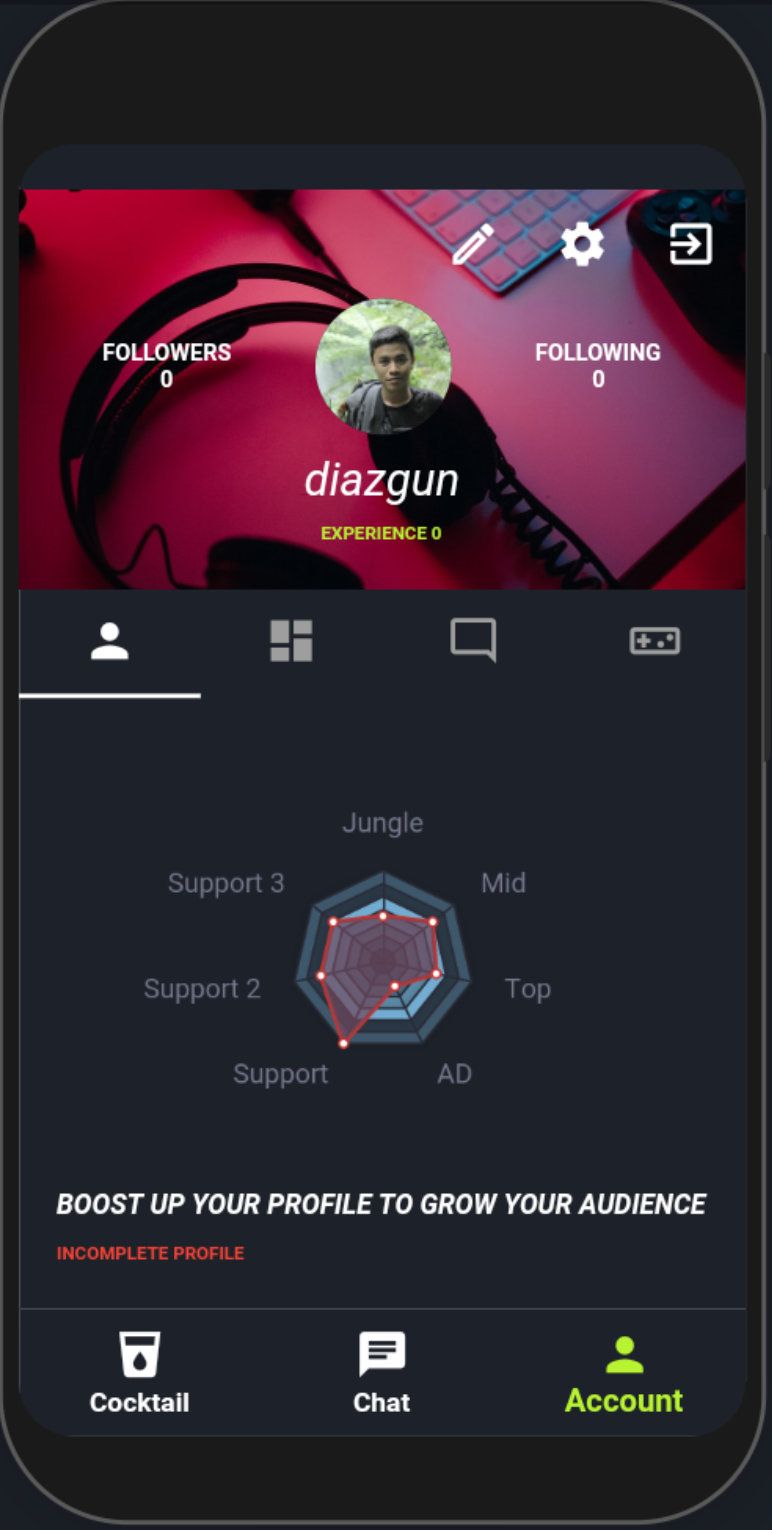 FOLLOWERS
0
FOLLOWING
0
diazgun
EXPERIENCE 0
Jungle
Support 3
Mid
Support 2
Top
Support
AD
BOOST UP YOUR PROFILE TO GROW YOUR AUDIENCE
INCOMPLETE PROFILE
Cocktail
Chat
Account